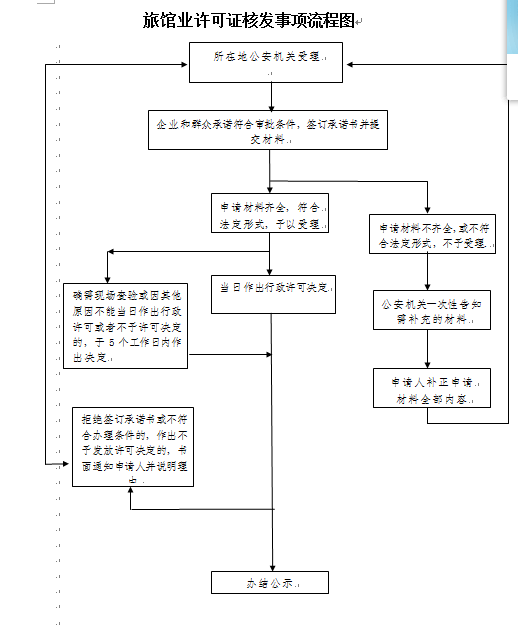 旅馆业许可证核发事项流程图
所在地公安机关受理.
企业和群众承诺符合审批条件，签订承诺书并提
交材料.
申请材料齐全，符合
法定形式，予以受理.
申请材料不齐全，或不符
合法定形式，不予受理.
确需现场查验或因其他
原因不能当日作出行政
许可或者不予许可决定
的，于 5 个工作日内作
出决定.
当日作出行政许可决定.
公安机关一次性告知
需补充的材料.
申请人补正申请.
材料全部内容.
拒绝签订承诺书或不符
合办理条件的，作出不
予发放许可决定的，书
面通知申请人并说明理
由.
办结公示.